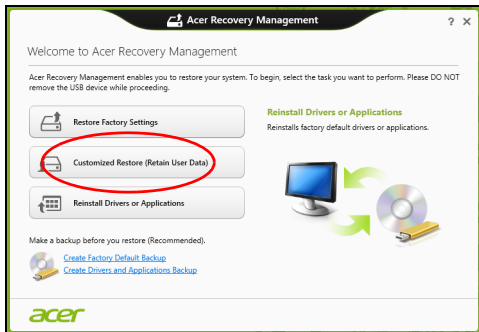 Acer Recovery Management
? X
Welcome to Acer Recovery Management
Acer Recovery Management enables you to restore your system. To begin, select the task you want to perform. Please DO NOT
remove the USB device while proceeding.
Restore Factory Settings
Customized Restore (Retain User Data)
Reinstall Drivers or Applications
Reinstall Drivers or Applications
Reinstalls factory default drivers or applications.
Make a backup before you restore (Recommended).
Create Factory Default Backup
Create Drivers and Applications Backup
acer